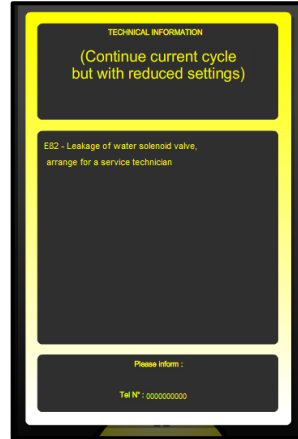 TECHNICAL INFORMATION
(Continue current cycle
but with reduced settings)
E82 - Leakage of water solenoid valve,
arrange for a service technician
Please inform :
Tel N° : 0000000000